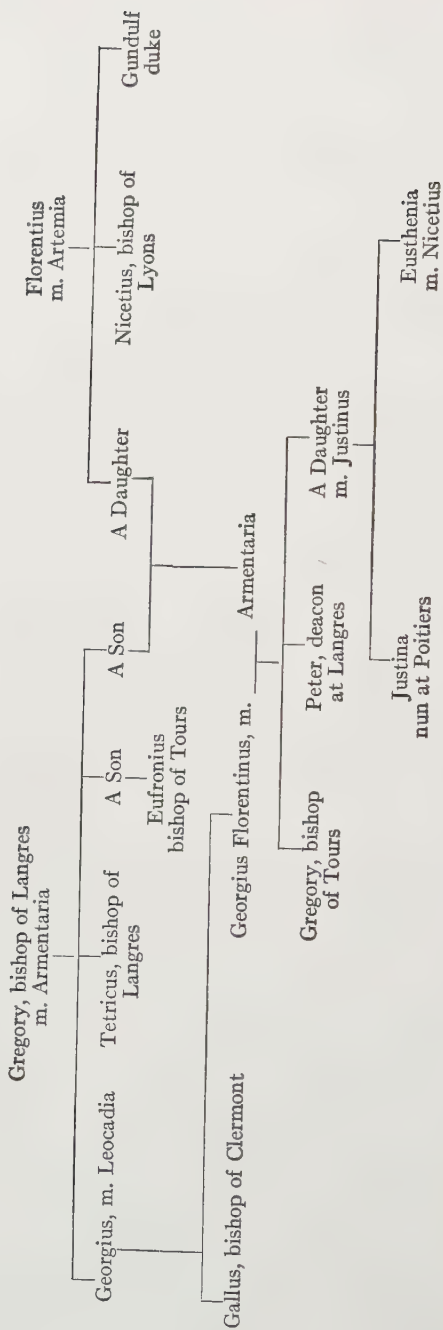 Gregory, bishop of Langres
m. Armentaria
Florentius
m. Artemia
Georgius, m. Leocadia
Tetricus, bishop of
Langres
A Son
Eufronius
bishop of Tours
A Son
A Daughter
Nicetius, bishop of
Lyons
Gundulf
duke
Gallus, bishop of Clermont
Georgius Florentinus, m.
Armentaria
Gregory, bishop
of Tours
Peter, deacon
at Langres
A Daughter
m. Justinus
Justina
nun at Poitiers
Eusthenia
m. Nicetius